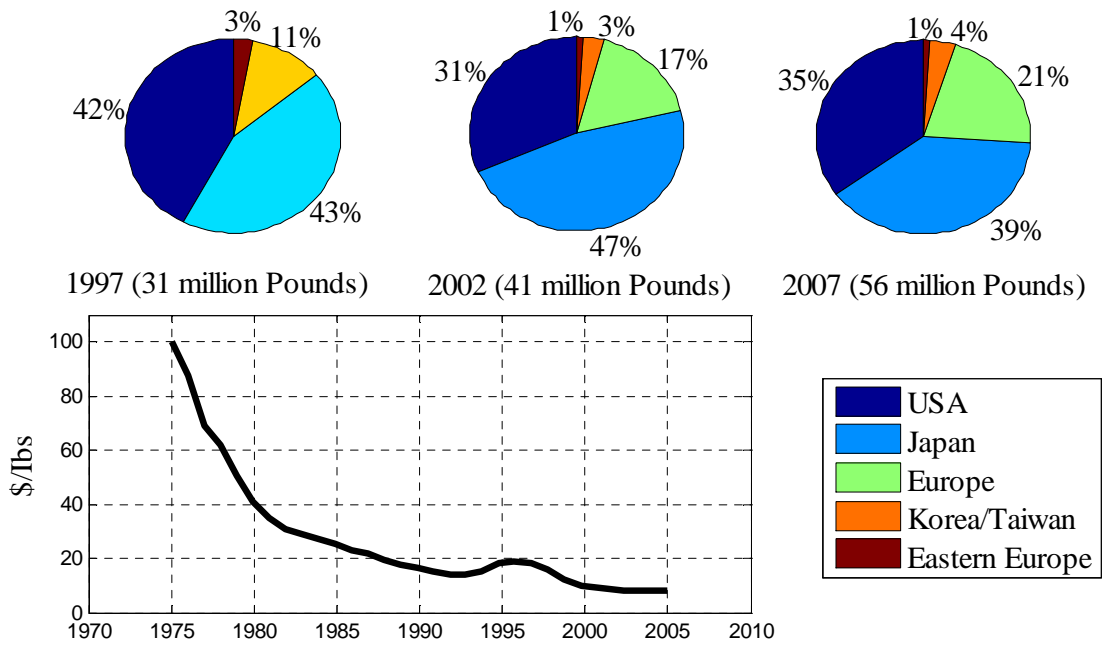 3%
11%
42%
43%
1%
3%
31%
17%
47%
1%
4%
35%
21%
39%
1997 (31 million Pounds)
2002 (41 million Pounds)
2007 (56 million Pounds)
100
80
60
40
20
0
$/Ibs
1970 1975 1980 1985 1990 1995 2000 2005 2010
USA
Japan
Europe
Korea/Taiwan
Eastern Europe